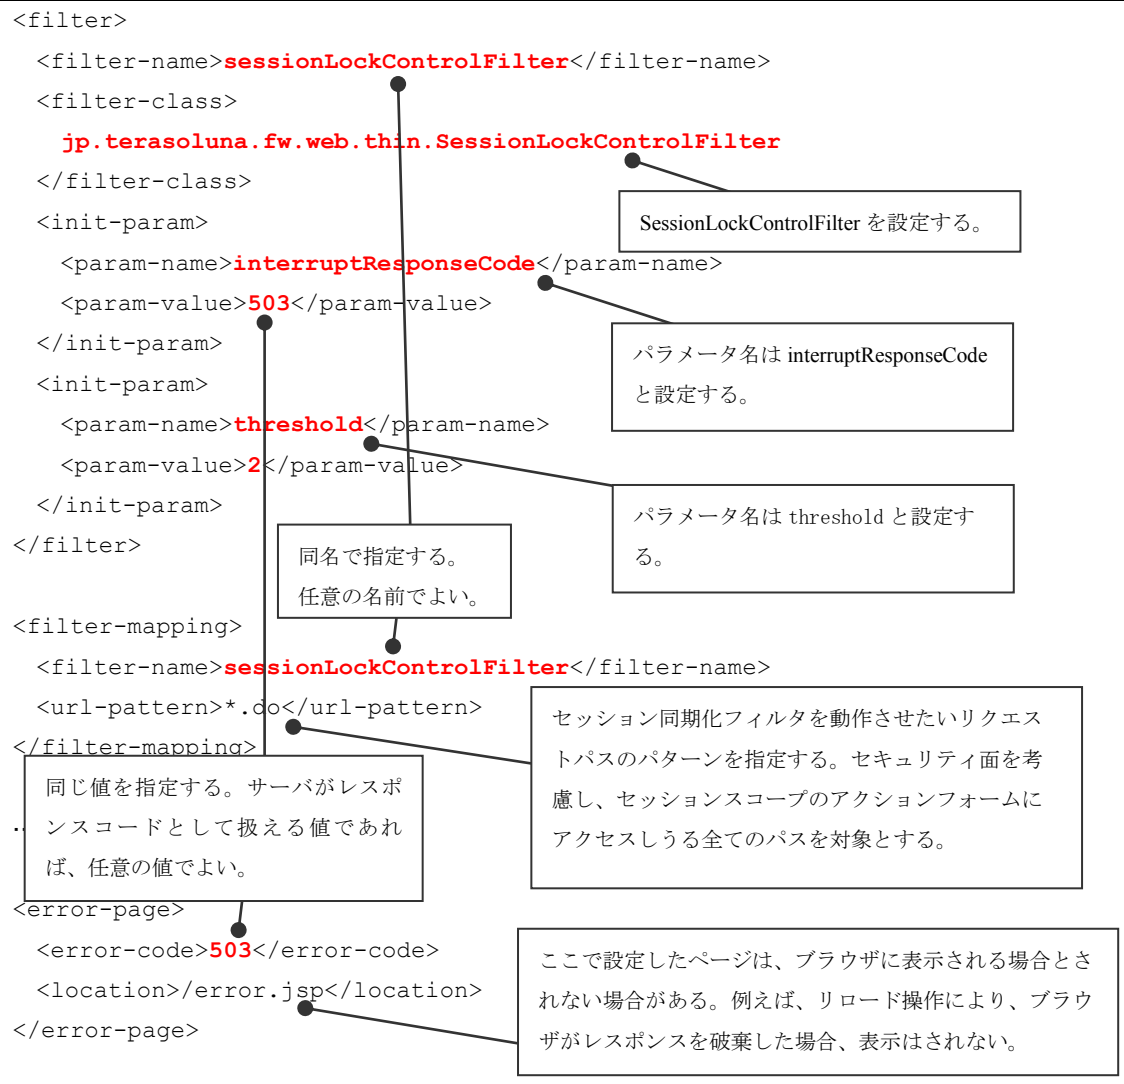 <filter>
<filter-name>sessionLockControlFilter</filter-name>
<filter-class>
jp.terasoluna.fw.web.thin.SessionLockControlFilter
</filter-class>
SessionLockControlFilter を設定する。
<init-param>
<param-name>interruptResponseCode</param-name>
<param-value>503</param-value>
</init-param>
パラメータ名は interruptResponseCode
と設定する。
<init-param>
<param-name>threshold</param-name>
<param-value>2</param-value>
</init-param>
パラメータ名は threshold と設定す
る。
</filter>
同名で指定する。
任意の名前でよい。
<filter-mapping>
<filter-name>sessionLockControlFilter</filter-name>
<url-pattern>*.do</url-pattern>
</filter-mapping>
セッション同期化フィルタを動作させたいリクエス
トパスのパターンを指定する。セキュリティ面を考
慮し、セッションスコープのアクションフォームに
アクセスしうる全てのパスを対象とする。
同じ値を指定する。サーバがレスポ
ンスコードとして扱える値であれ
ば、任意の値でよい。
<error-page>
<error-code>503</error-code>
<location>/error.jsp</location>
</error-page>
ここで設定したページは、ブラウザに表示される場合とさ
れない場合がある。例えば、リロード操作により、ブラウ
ザがレスポンスを破棄した場合、表示はされない。